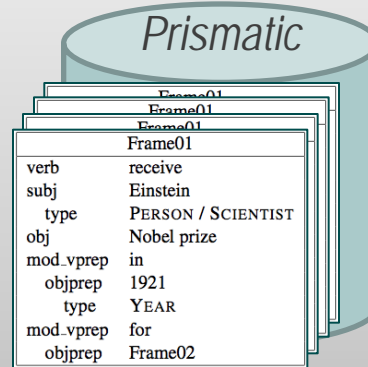 Prismatic
Frame01
Frame01
Frame01
Frame01
verb receive
subj Einstein
type PERSON / SCIENTIST
obj Nobel prize
mod_vprep in
objprep 1921
type YEAR
mod_vprep for
objprep Frame02